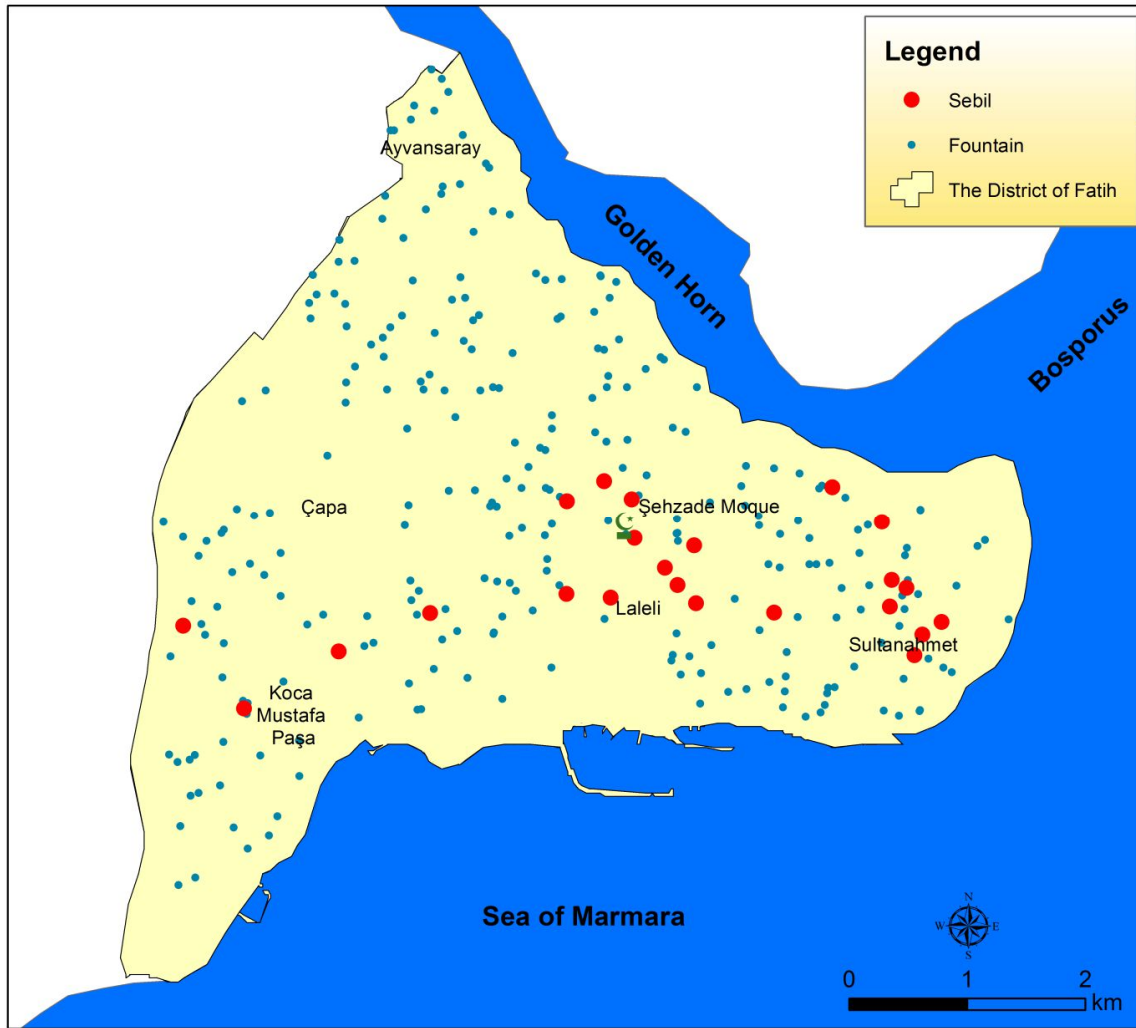 Legend
Sebil
Fountain
The District of Fatih
Ayvansaray
Golden Horn
Bosporus
Çapa
Şehzade Moque
Laleli
Sultanahmet
Koca
Mustafa
Paşa
Sea of Marmara
N
W
E
S
0 1 2
km